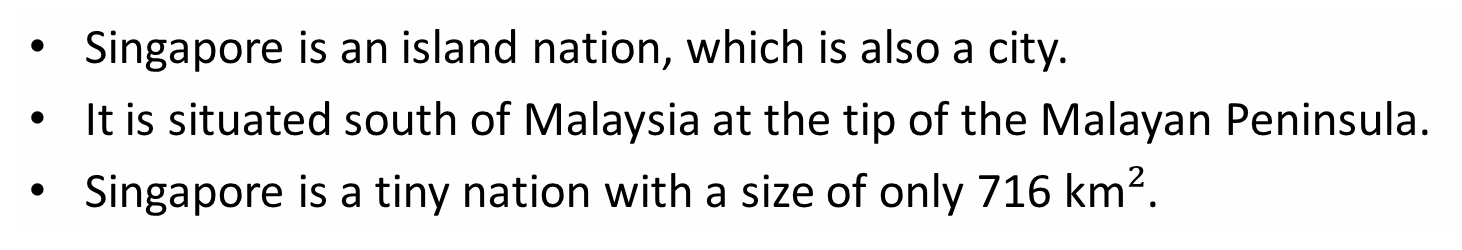 • Singapore is an island nation, which is also a city.
• It is situated south of Malaysia at the tip of the Malayan Peninsula.
• Singapore is a tiny nation with a size of only 716 km².